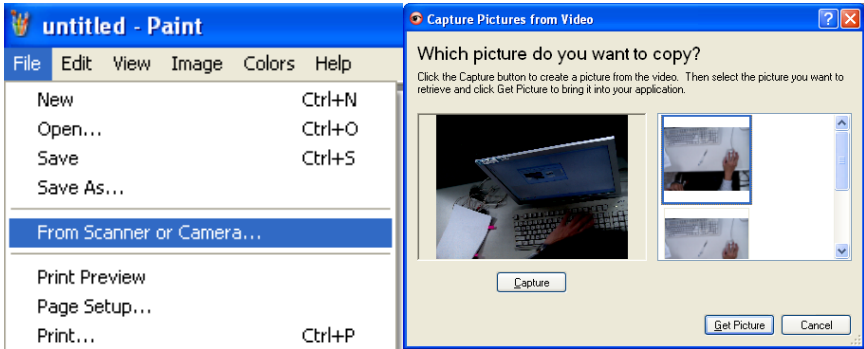 untitled - Paint
File Edit View Image Colors Help
New Ctrl+N
Open... Ctrl+O
Save Ctrl+S
Save As...
From Scanner or Camera...
Print Preview
Page Setup...
Print... Ctrl+P
Capture Pictures from Video
Which picture do you want to copy?
Click the Capture button to create a picture from the video. Then select the picture you want to
retrieve and click Get Picture to bring it into your application.
Capture
Get Picture Cancel